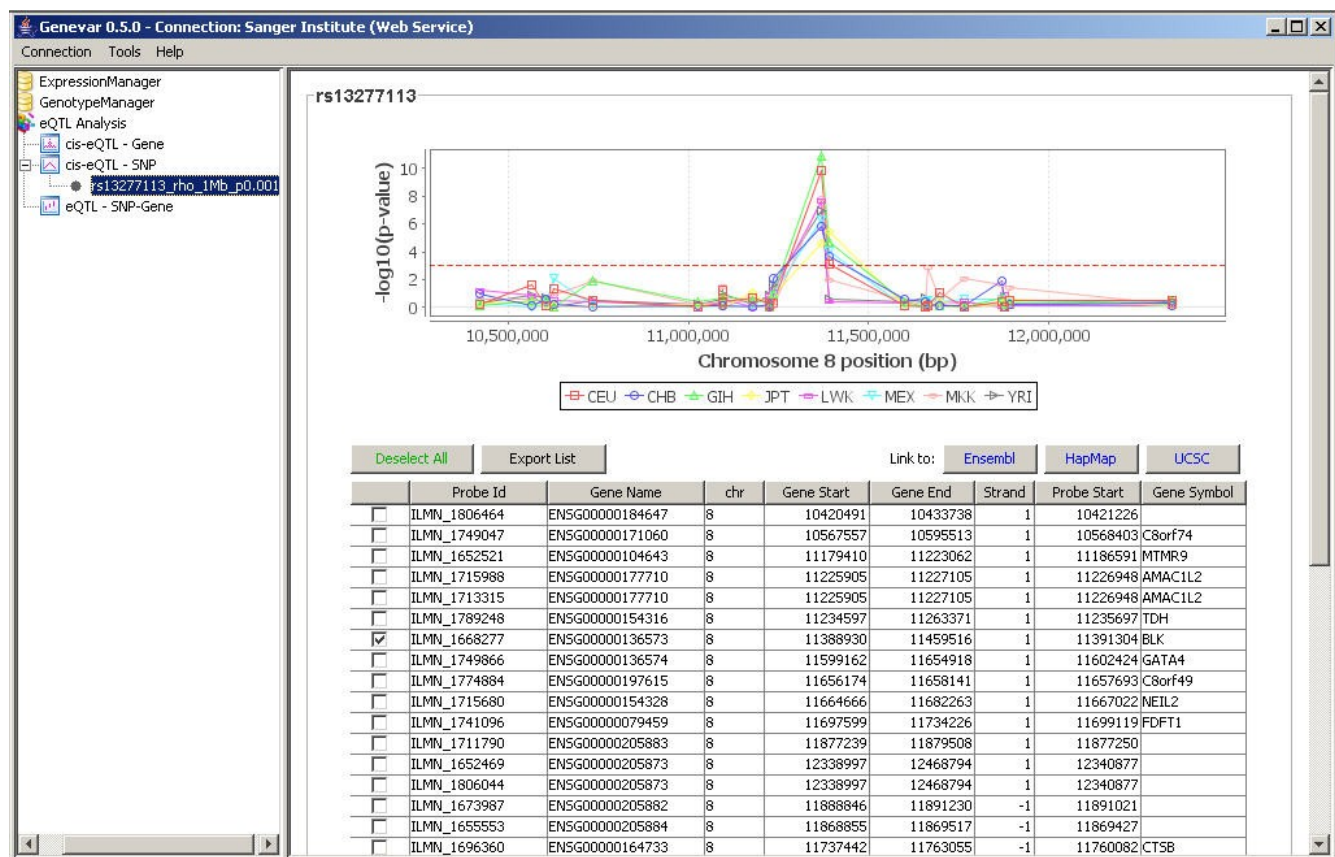 Genevar 0.5.0 - Connection: Sanger Institute (Web Service)
Connection Tools Help
ExpressionManager
GenotypeManager
eQTL Analysis
cis-eQTL - Gene
cis-eQTL - SNP
rs13277113_rho_1Mb_p0.001
eQTL - SNP-Gene
rs13277113
-log10(p-value)
10
8
6
4
2
0
10,500,000 11,000,000 11,500,000 12,000,000
Chromosome 8 position (bp)
CEU CHB GIH JPT LWK MEX MKK YRI
Deselect All Export List Link to: Ensembl HapMap UCSC
Probe Id Gene Name chr Gene Start Gene End Strand Probe Start Gene Symbol
ILMN_1806464 ENSG00000184647 8 10420491 10433738 1 10421226
ILMN_1749047 ENSG00000171060 8 10567557 10595513 1 10568403 C8orf74
ILMN_1652521 ENSG00000104643 8 11179410 11223062 1 11186591 MTMR9
ILMN_1715988 ENSG00000177710 8 11225905 11227105 1 11226948 AMAC1L2
ILMN_1713315 ENSG00000177710 8 11225905 11227105 1 11226948 AMAC1L2
ILMN_1789248 ENSG00000154316 8 11234597 11263371 1 11235697 TDH
ILMN_1668277 ENSG00000136573 8 11388930 11459516 1 11391304 BLK
ILMN_1749866 ENSG00000136574 8 11599162 11654918 1 11602424 GATA4
ILMN_1774884 ENSG00000197615 8 11656174 11658141 1 11657693 C8orf49
ILMN_1715680 ENSG00000154328 8 11664666 11682263 1 11667022 NEIL2
ILMN_1741096 ENSG00000079459 8 11697599 11734226 1 11699119 FDFT1
ILMN_1711790 ENSG00000205883 8 11877239 11879508 1 11877250
ILMN_1652469 ENSG00000205873 8 12338997 12468794 1 12340877
ILMN_1806044 ENSG00000205873 8 12338997 12468794 1 12340877
ILMN_1673987 ENSG00000205882 8 11888846 11891230 -1 11891021
ILMN_1655553 ENSG00000205884 8 11868855 11869517 -1 11869427
ILMN_1696360 ENSG00000164733 8 11737442 11763055 -1 11760082 CTSB